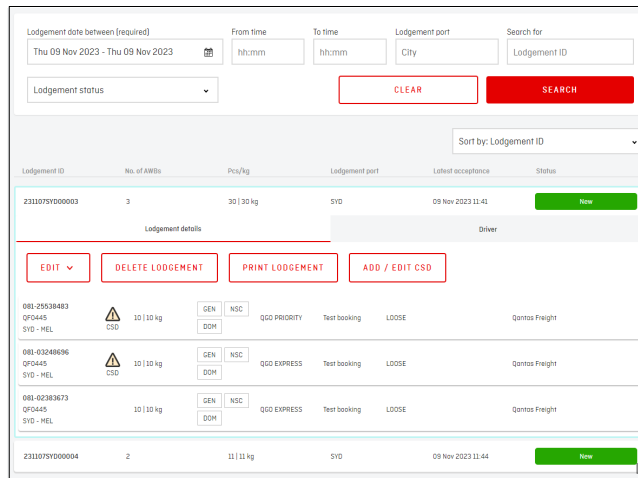 Lodgement date between (required)
From time
To time
Lodgement port
Search for
Thu 09 Nov 2023 - Thu 09 Nov 2023
hh:mm
hh:mm
City
Lodgement ID
Lodgement status
CLEAR
SEARCH
Sort by: Lodgement ID
Lodgement ID
No. of AWBs
Pcs/kg
Lodgement port
Latest acceptance
Status
231107SYD00003
3
30 | 30 kg
SYD
09 Nov 2023 11:41
New
Lodgement details
Driver
EDIT
DELETE LODGEMENT
PRINT LODGEMENT
ADD / EDIT CSD
081-25538483
QF0445
SYD - MEL
CSD
10 | 10 kg
GEN
NSC
DOM
QGO PRIORITY
Test booking
LOOSE
Qantas Freight
081-03248696
QF0445
SYD - MEL
CSD
10 | 10 kg
GEN
NSC
DOM
QGO EXPRESS
Test booking
LOOSE
Qantas Freight
081-02383673
QF0445
SYD - MEL
10 | 10 kg
GEN
NSC
DOM
QGO EXPRESS
Test booking
LOOSE
Qantas Freight
231107SYD00004
2
11 | 11 kg
SYD
09 Nov 2023 11:44
New